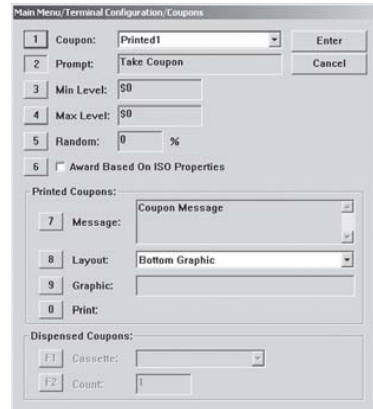 Main Menu/Terminal Configuration/Coupons
1 Coupon: Printed1 Enter
2 Prompt: Take Coupon Cancel
3 Min Level: $0
4 Max Level: $0
5 Random: 0 %
6 Award Based On ISO Properties
Printed Coupons:
Coupon Message
7 Message:
8 Layout: Bottom Graphic
9 Graphic:
0 Print:
Dispensed Coupons:
F1 Cassette:
F2 Count: 1